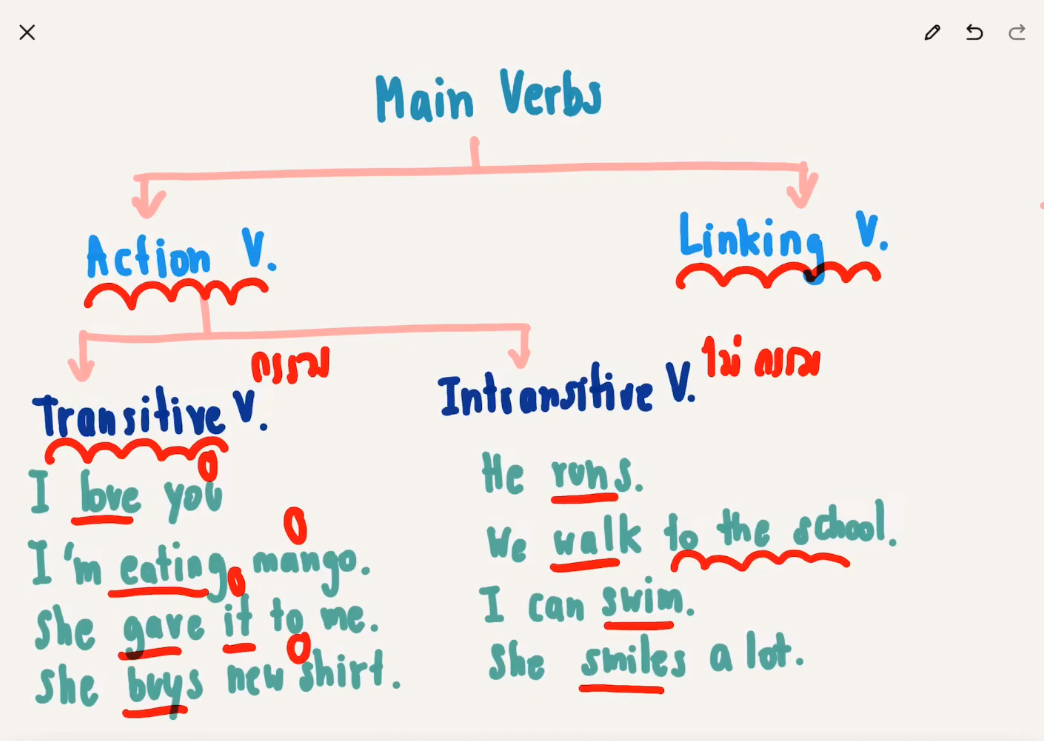 Main Verbs
Action V.
Linking V.
กรรม
ไม่ กรรม
Transitive V.
Intransitive V.
O
I love you
O
I'm eating mango.
O
She gave it to me.
O
She buys new shirt.
He runs.
We walk to the school.
I can swim.
She smiles a lot.